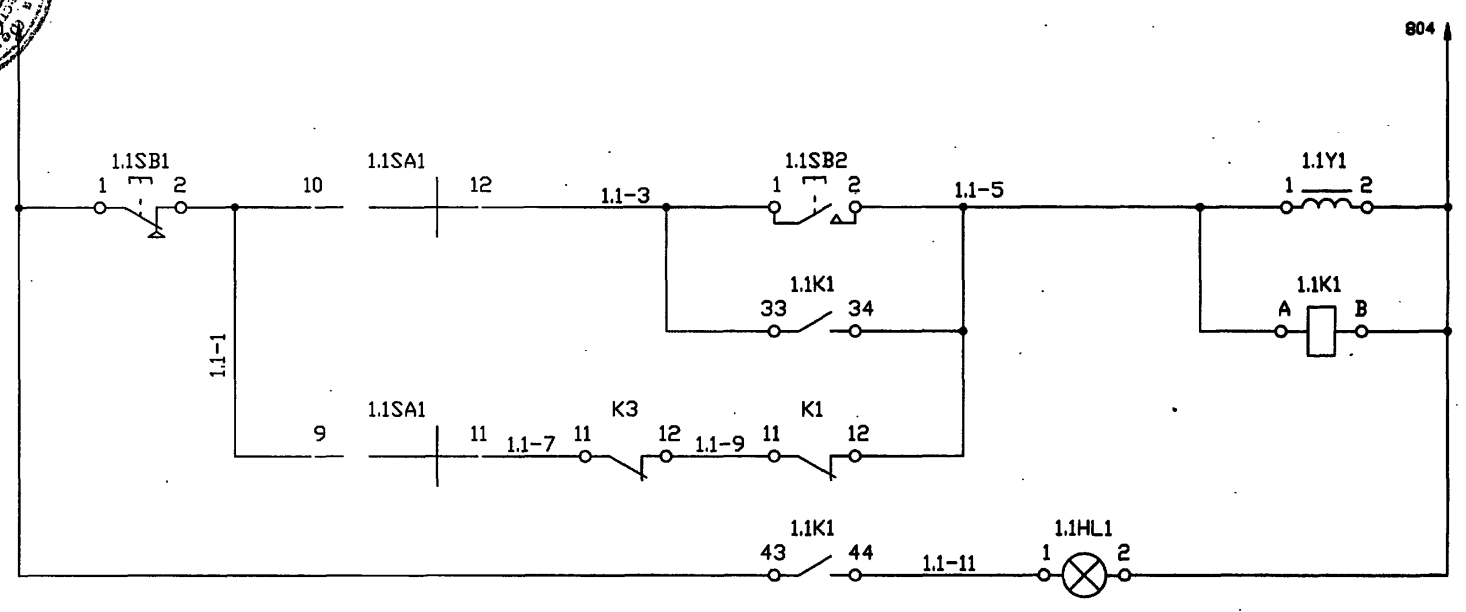 804
1.1SB1 1.1SA1 1.1SB2 1.1Y1
1 2 10 12 1.1-3 1 2 1.1-5 1 2
1.1K1 1.1K1
33 34 A B
1.1-1
1.1SA1 K3 K1
9 11 1.1-7 11 12 1.1-9 11 12
1.1K1 1.1HL1
43 44 1.1-11 1 2